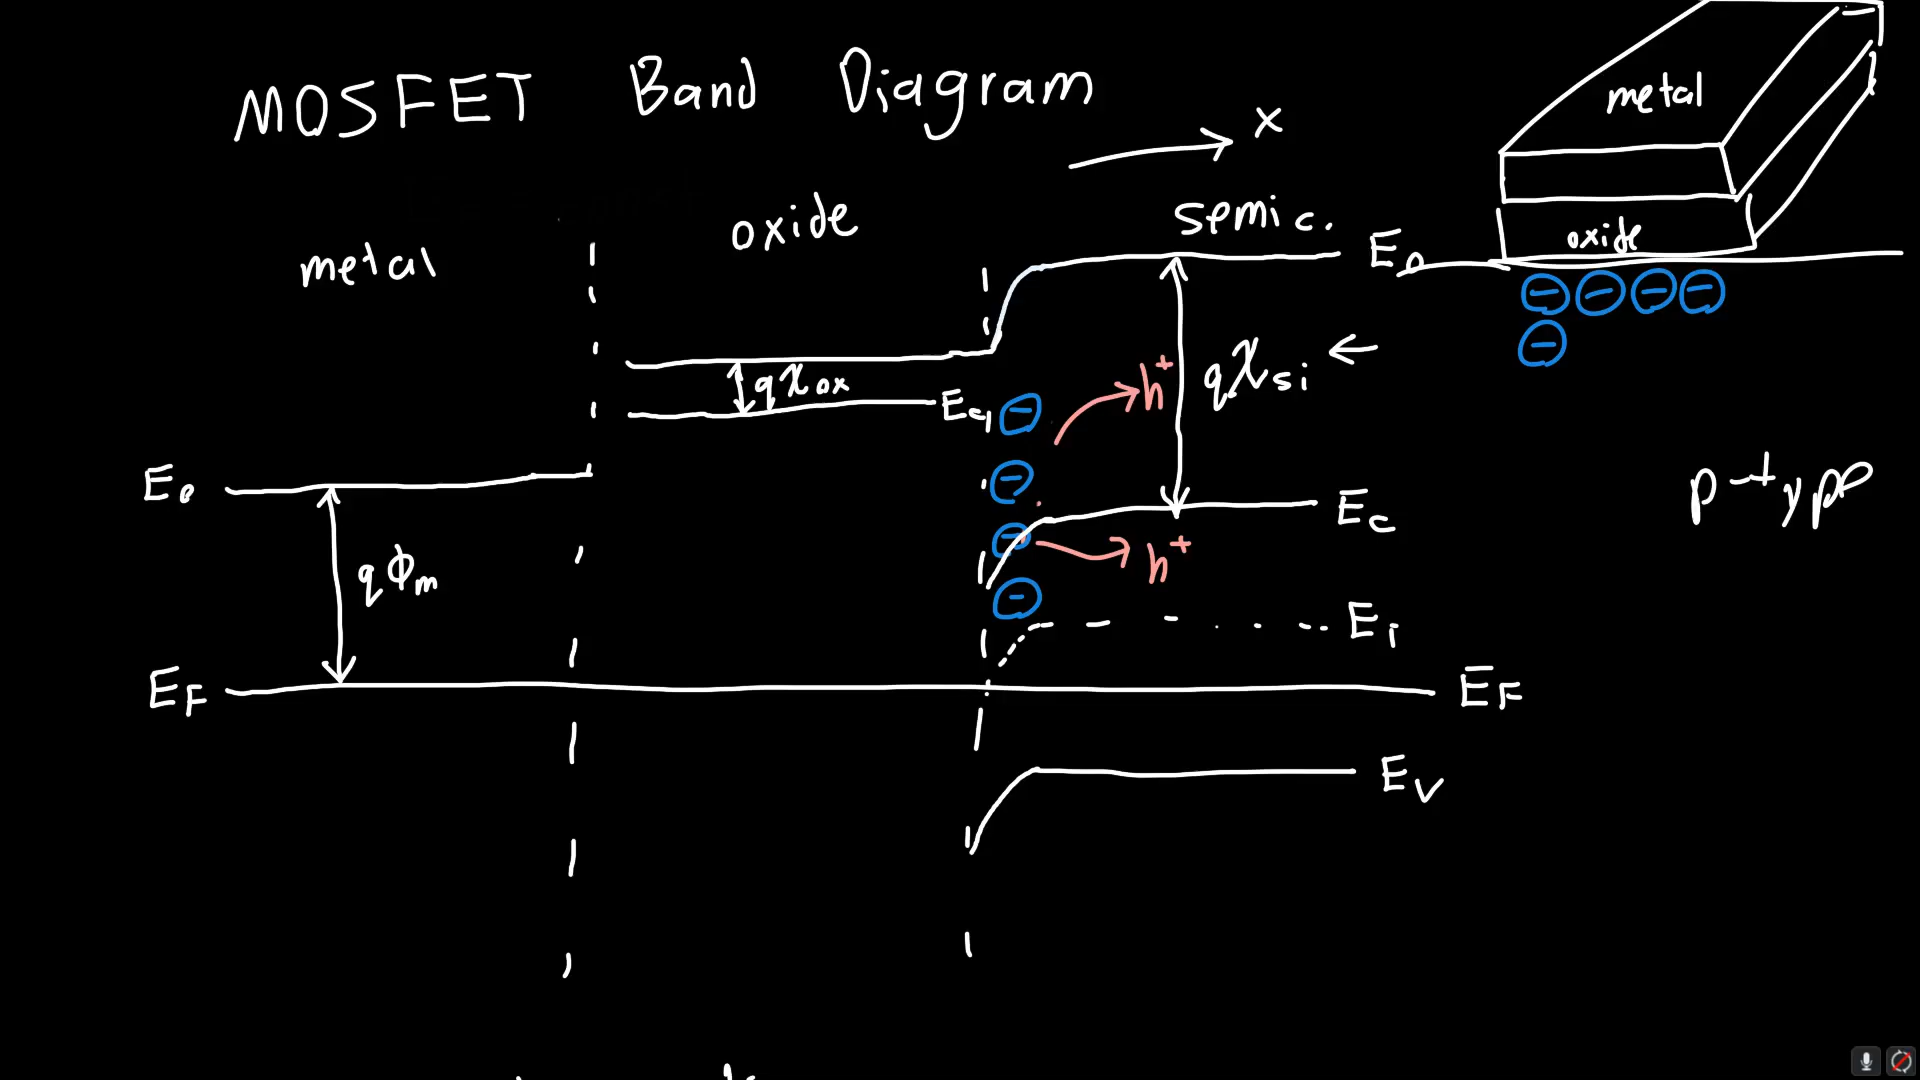 MOSFET Band Diagram
x
metal
oxide
semi c.
E₀
metal
oxide
qχox
Ec
h⁺
qχsi
E₀
Ec
p-type
qΦm
h⁺
Ei
EF
EF
Ev